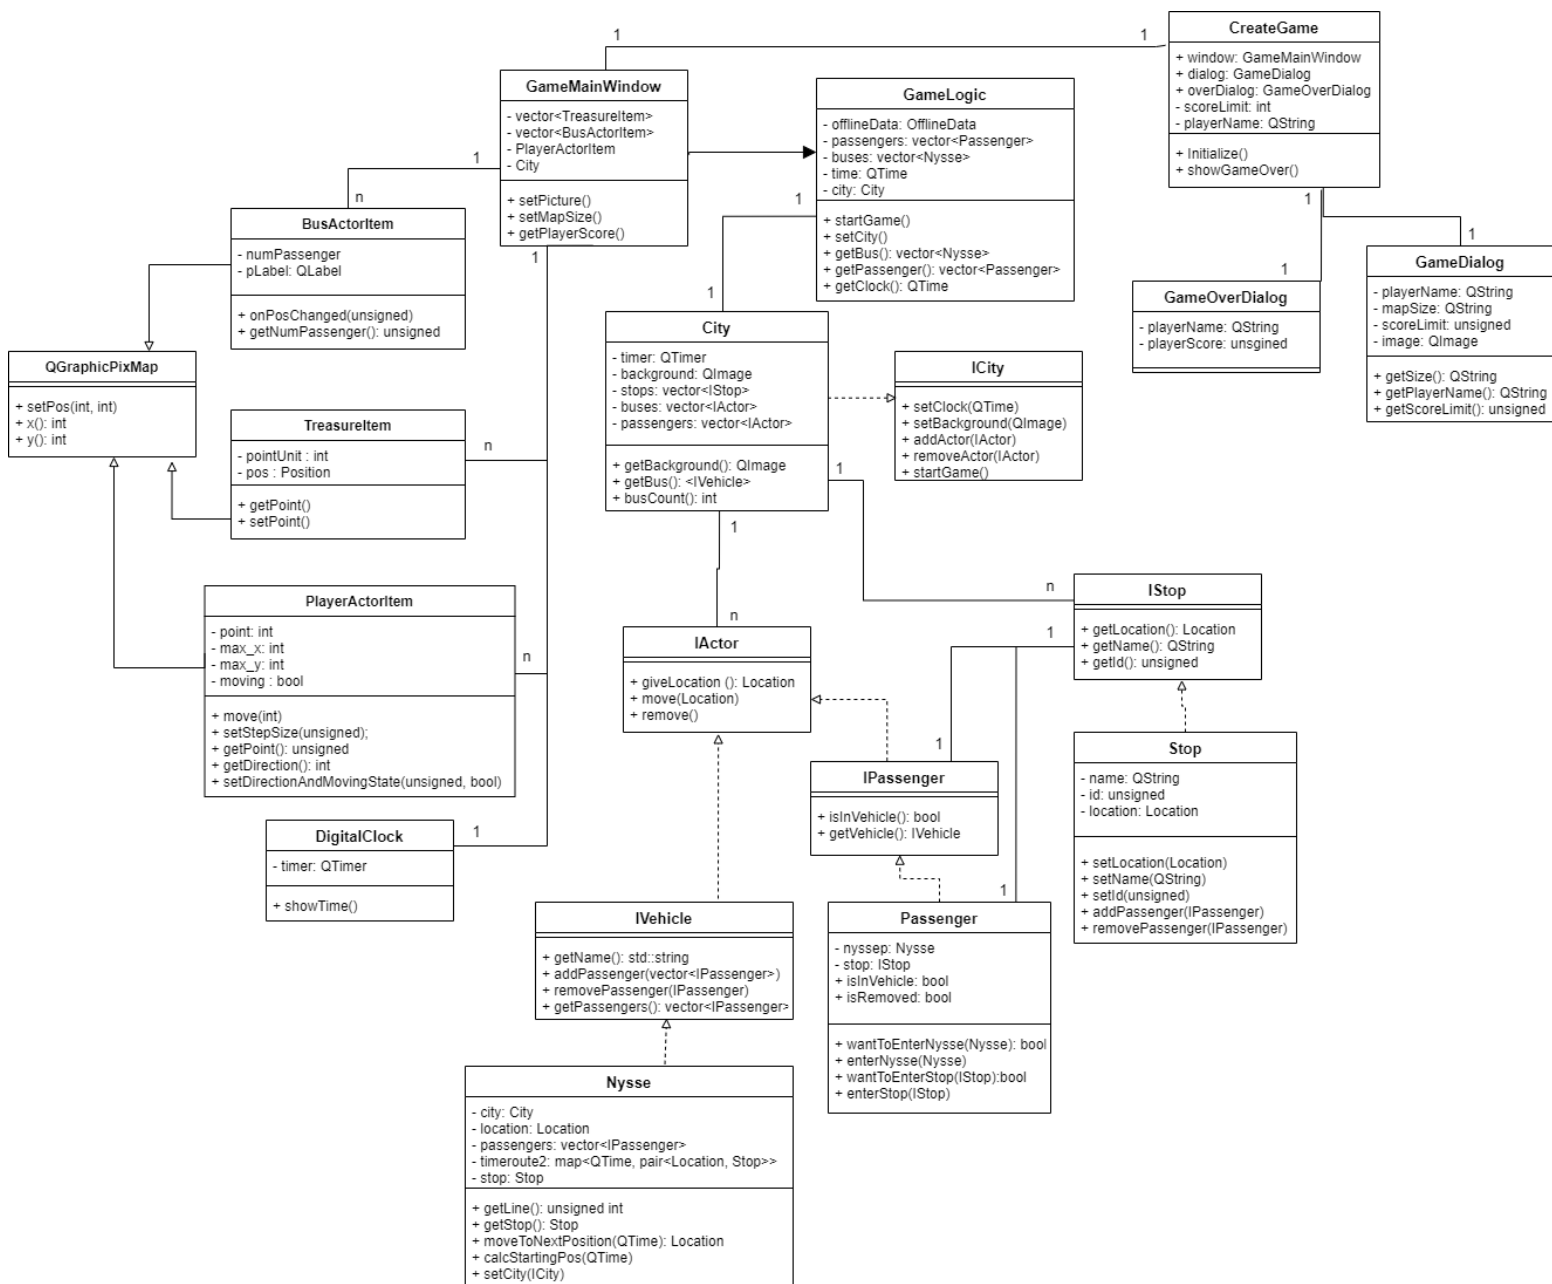 CreateGame
+ window: GameMainWindow
+ dialog: GameDialog
+ overDialog: GameOverDialog
- scoreLimit: int
- playerName: QString
+ Initialize()
+ showGameOver()
1
1
GameMainWindow
- vector<TreasureItem>
- vector<BusActorItem>
- PlayerActorItem
- City
+ setPicture()
+ setMapSize()
+ getPlayerScore()
GameLogic
- offlineData: OfflineData
- passengers: vector<Passenger>
- buses: vector<Nysse>
- time: QTime
- city: City
+ startGame()
+ setCity()
+ getBus(): vector<Nysse>
+ getPassenger(): vector<Passenger>
+ getClock(): QTime
1
n
1
1
1
1
1
1
1
BusActorItem
- numPassenger
- pLabel: QLabel
+ onPosChanged(unsigned)
+ getNumPassenger(): unsigned
GameDialog
- playerName: QString
- mapSize: QString
- scoreLimit: unsigned
- image: QImage
+ getSize(): QString
+ getPlayerName(): QString
+ getScoreLimit(): unsigned
GameOverDialog
- playerName: QString
- playerScore: unsgined
City
- timer: QTimer
- background: QImage
- stops: vector<IStop>
- buses: vector<IActor>
- passengers: vector<IActor>
+ getBackground(): QImage
+ getBus(): <IVehicle>
+ busCount(): int
ICity
+ setClock(QTime)
+ setBackground(QImage)
+ addActor(IActor)
+ removeActor(IActor)
+ startGame()
QGraphicPixMap
+ setPos(int, int)
+ x(): int
+ y(): int
TreasureItem
- pointUnit : int
- pos : Position
+ getPoint()
+ setPoint()
n
1
1
n
n
PlayerActorItem
- point: int
- max_x: int
- max_y: int
- moving : bool
+ move(int)
+ setStepSize(unsigned);
+ getPoint(): unsigned
+ getDirection(): int
+ setDirectionAndMovingState(unsigned, bool)
n
IActor
+ giveLocation (): Location
+ move(Location)
+ remove()
IStop
+ getLocation(): Location
+ getName(): QString
+ getId(): unsigned
1
1
IPassenger
+ isInVehicle(): bool
+ getVehicle(): IVehicle
Stop
- name: QString
- id: unsigned
- location: Location
+ setLocation(Location)
+ setName(QString)
+ setId(unsigned)
+ addPassenger(IPassenger)
+ removePassenger(IPassenger)
DigitalClock
- timer: QTimer
+ showTime()
1
1
IVehicle
+ getName(): std::string
+ addPassenger(vector<IPassenger>)
+ removePassenger(IPassenger)
+ getPassengers(): vector<IPassenger>
Passenger
- nyssep: Nysse
- stop: IStop
+ isInVehicle: bool
+ isRemoved: bool
+ wantToEnterNysse(Nysse): bool
+ enterNysse(Nysse)
+ wantToEnterStop(IStop):bool
+ enterStop(IStop)
Nysse
- city: City
- location: Location
- passengers: vector<IPassenger>
- timeroute2: map<QTime, pair<Location, Stop>>
- stop: Stop
+ getLine(): unsigned int
+ getStop(): Stop
+ moveToNextPosition(QTime): Location
+ calcStartingPos(QTime)
+ setCity(ICity)